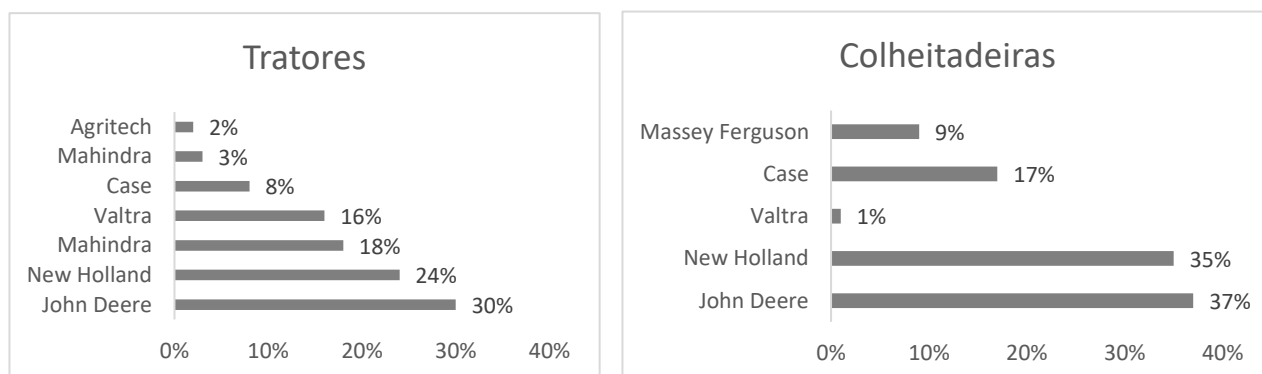 Tratores
Agritech 2%
Mahindra 3%
Case 8%
Valtra 16%
Mahindra 18%
New Holland 24%
John Deere 30%
0% 10% 20% 30% 40%
Colheitadeiras
Massey Ferguson 9%
Case 17%
Valtra 1%
New Holland 35%
John Deere 37%
0% 10% 20% 30% 40%